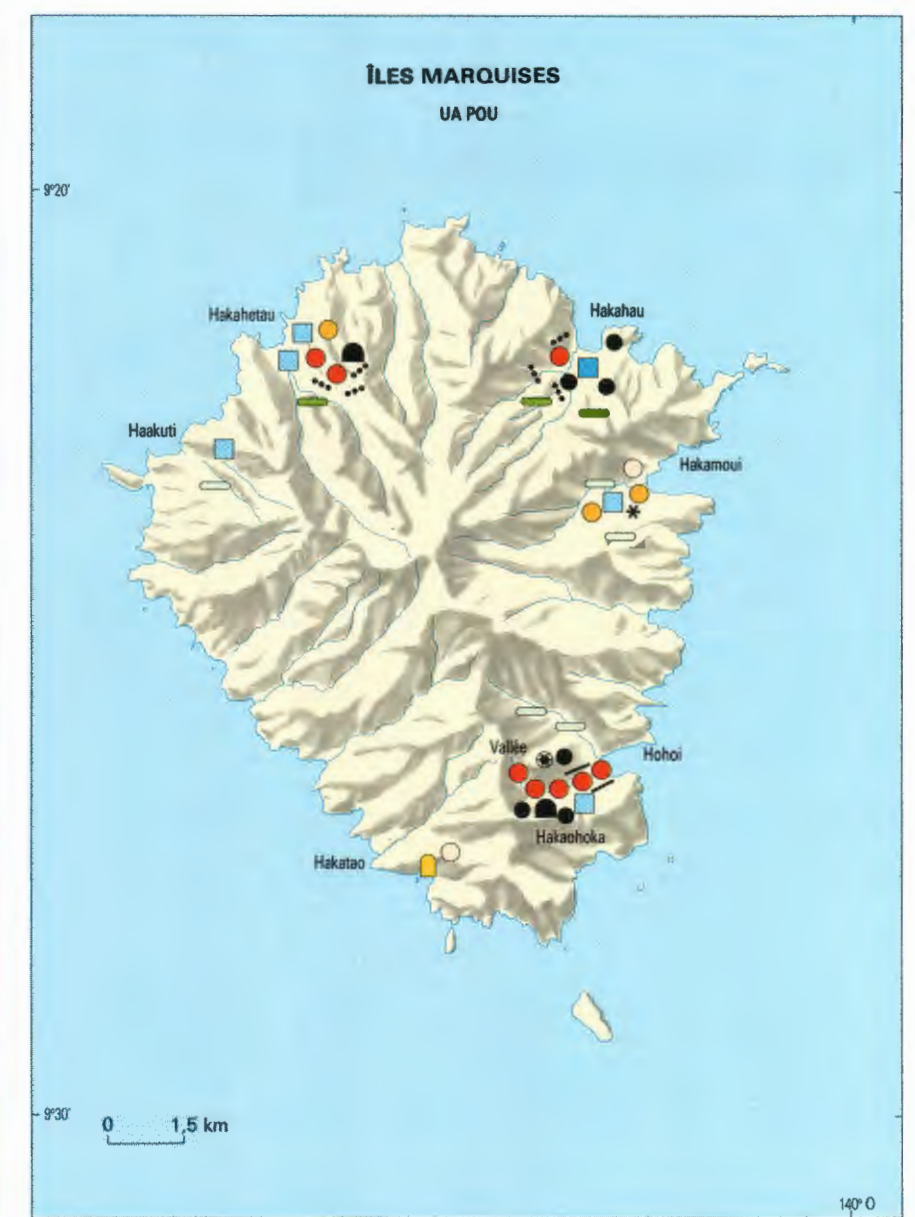 ÎLES MARQUISES
UA POU
9°20'
Hakahetau
Hakahau
Haakuti
Hakamoui
Vallée
Hohoi
Hakaohoka
Hakatao
9°30'
0 1,5 km
140° O